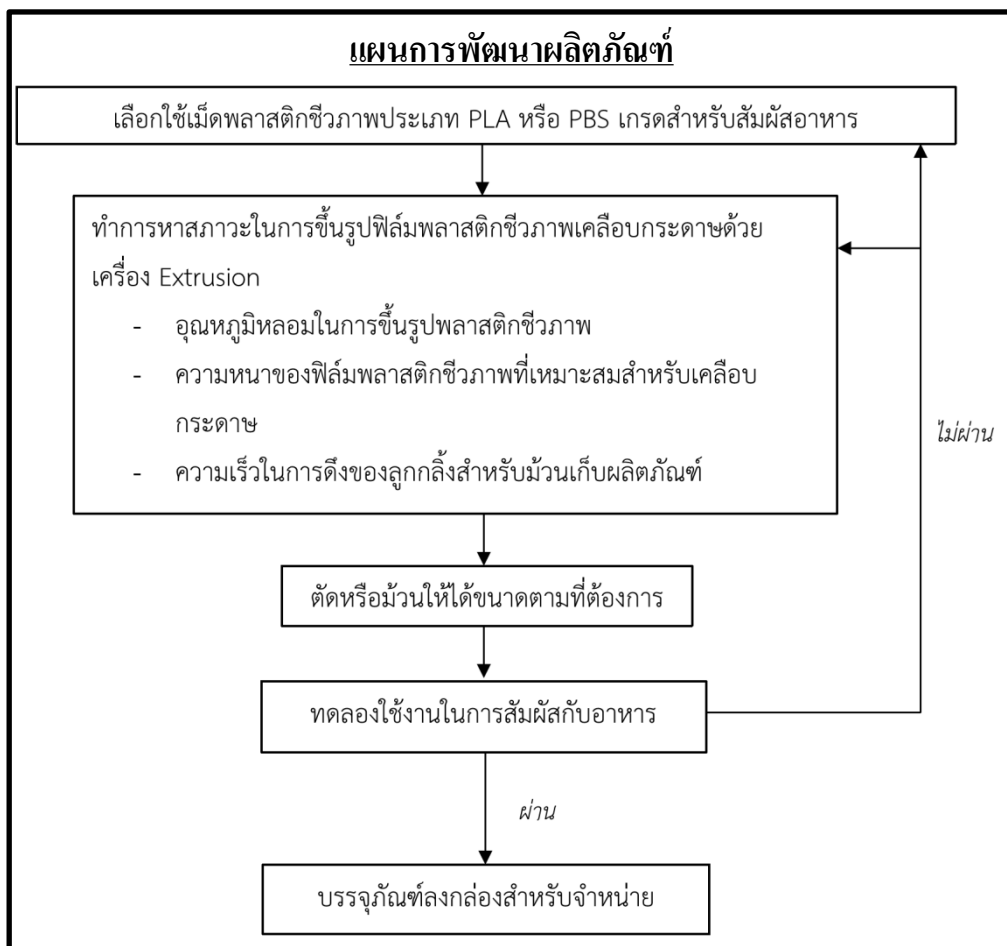 แผนการพัฒนาผลิตภัณฑ์
เลือกใช้เม็ดพลาสติกชีวภาพประเภท PLA หรือ PBS เกรดสำหรับสัมผัสอาหาร
ทำการหาสภาวะในการขึ้นรูปฟิล์มพลาสติกชีวภาพเคลือบกระดาษด้วย
เครื่อง Extrusion
- อุณหภูมิหลอมในการขึ้นรูปพลาสติกชีวภาพ
- ความหนาของฟิล์มพลาสติกชีวภาพที่เหมาะสมสำหรับเคลือบ
กระดาษ
- ความเร็วในการดึงของลูกกลิ้งสำหรับม้วนเก็บผลิตภัณฑ์
ไม่ผ่าน
ตัดหรือม้วนให้ได้ขนาดตามที่ต้องการ
ทดลองใช้งานในการสัมผัสกับอาหาร
ผ่าน
บรรจุภัณฑ์ลงกล่องสำหรับจำหน่าย